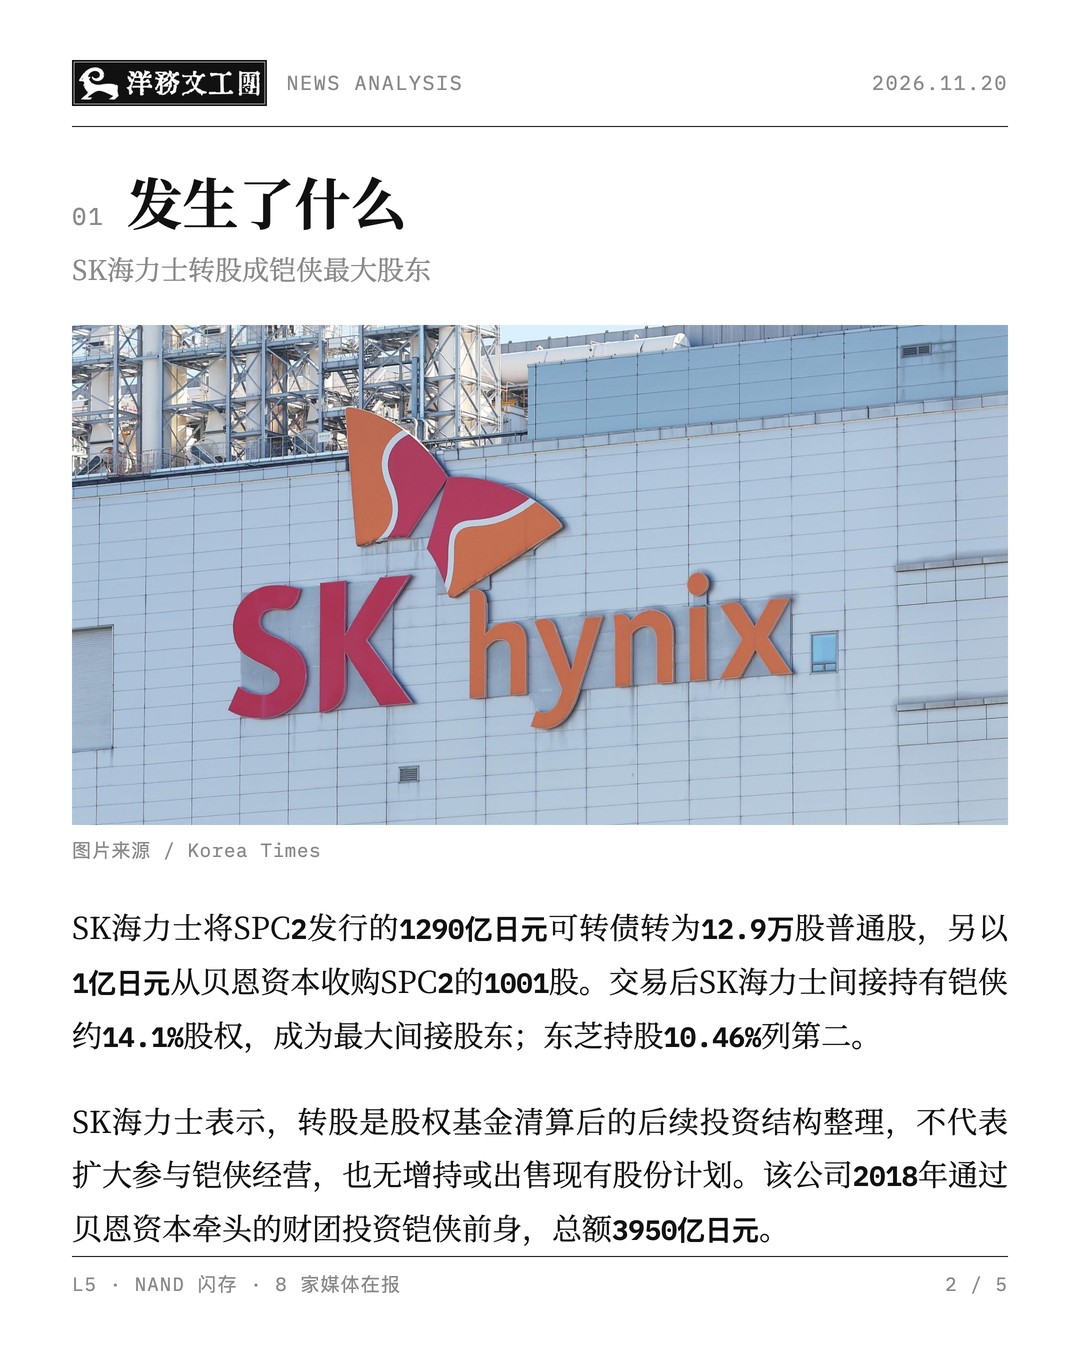 洋務文工團 NEWS ANALYSIS 2026.11.20
01 发生了什么
SK海力士转股成铠侠最大股东
SK hynix
图片来源 / Korea Times
SK海力士将SPC2发行的1290亿日元可转债转为12.9万股普通股，另以
1亿日元从贝恩资本收购SPC2的1001股。交易后SK海力士间接持有铠侠
约14.1%股权，成为最大间接股东；东芝持股10.46%列第二。
SK海力士表示，转股是股权基金清算后的后续投资结构整理，不代表
扩大参与铠侠经营，也无增持或出售现有股份计划。该公司2018年通过
贝恩资本牵头的财团投资铠侠前身，总额3950亿日元。
L5 · NAND 闪存 · 8 家媒体在报 2 / 5